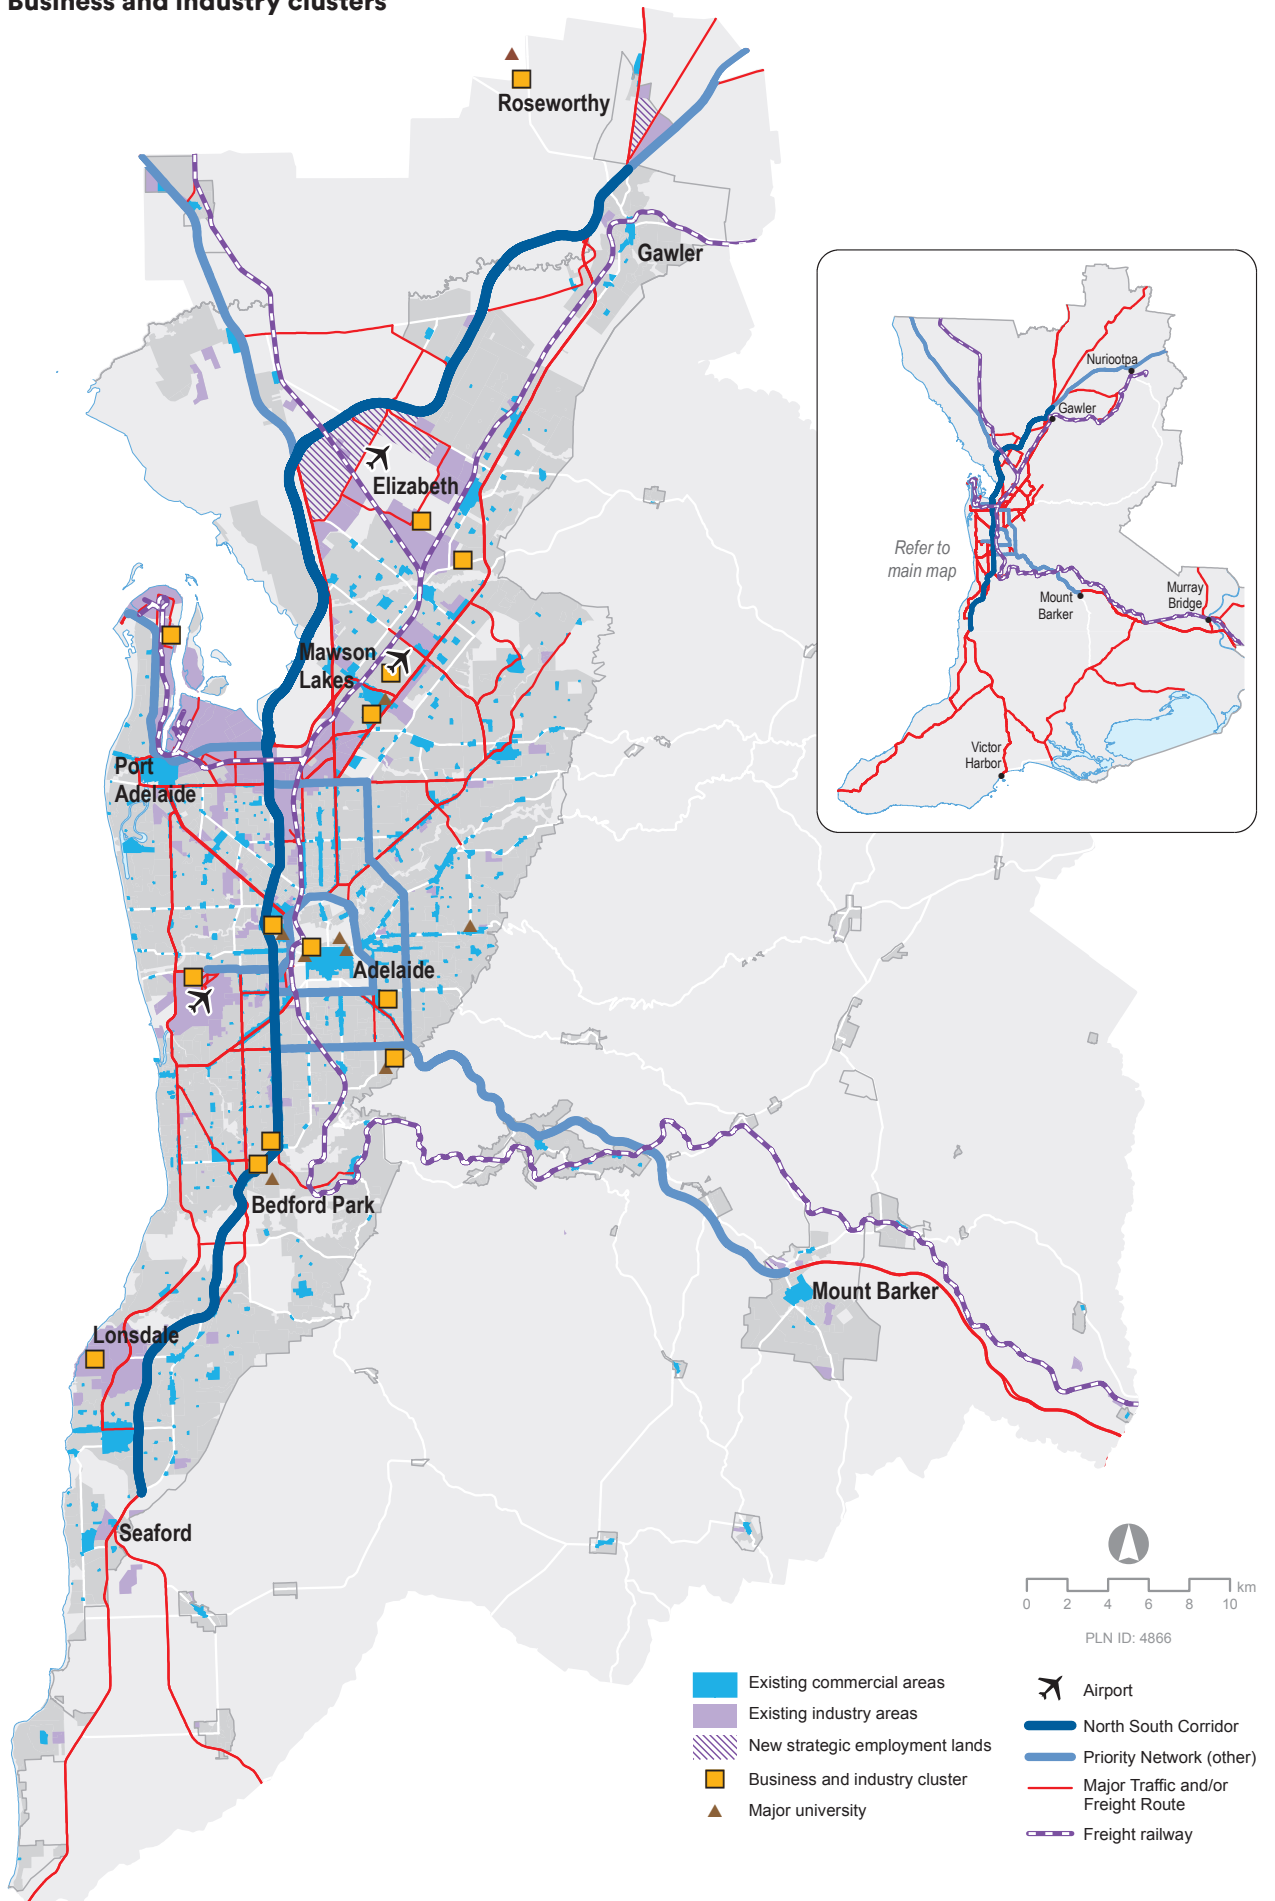 Business and industry clusters
Roseworthy
Gawler
Elizabeth
Mawson
Lakes
Port
Adelaide
Adelaide
Bedford Park
Mount Barker
Lonsdale
Seaford
Nuriootpa
Gawler
Refer to
main map
Mount
Barker
Murray
Bridge
Victor
Harbor
km
0 2 4 6 8 10
PLN ID: 4866
Existing commercial areas
Existing industry areas
New strategic employment lands
Business and industry cluster
Major university
Airport
North South Corridor
Priority Network (other)
Major Traffic and/or
Freight Route
Freight railway